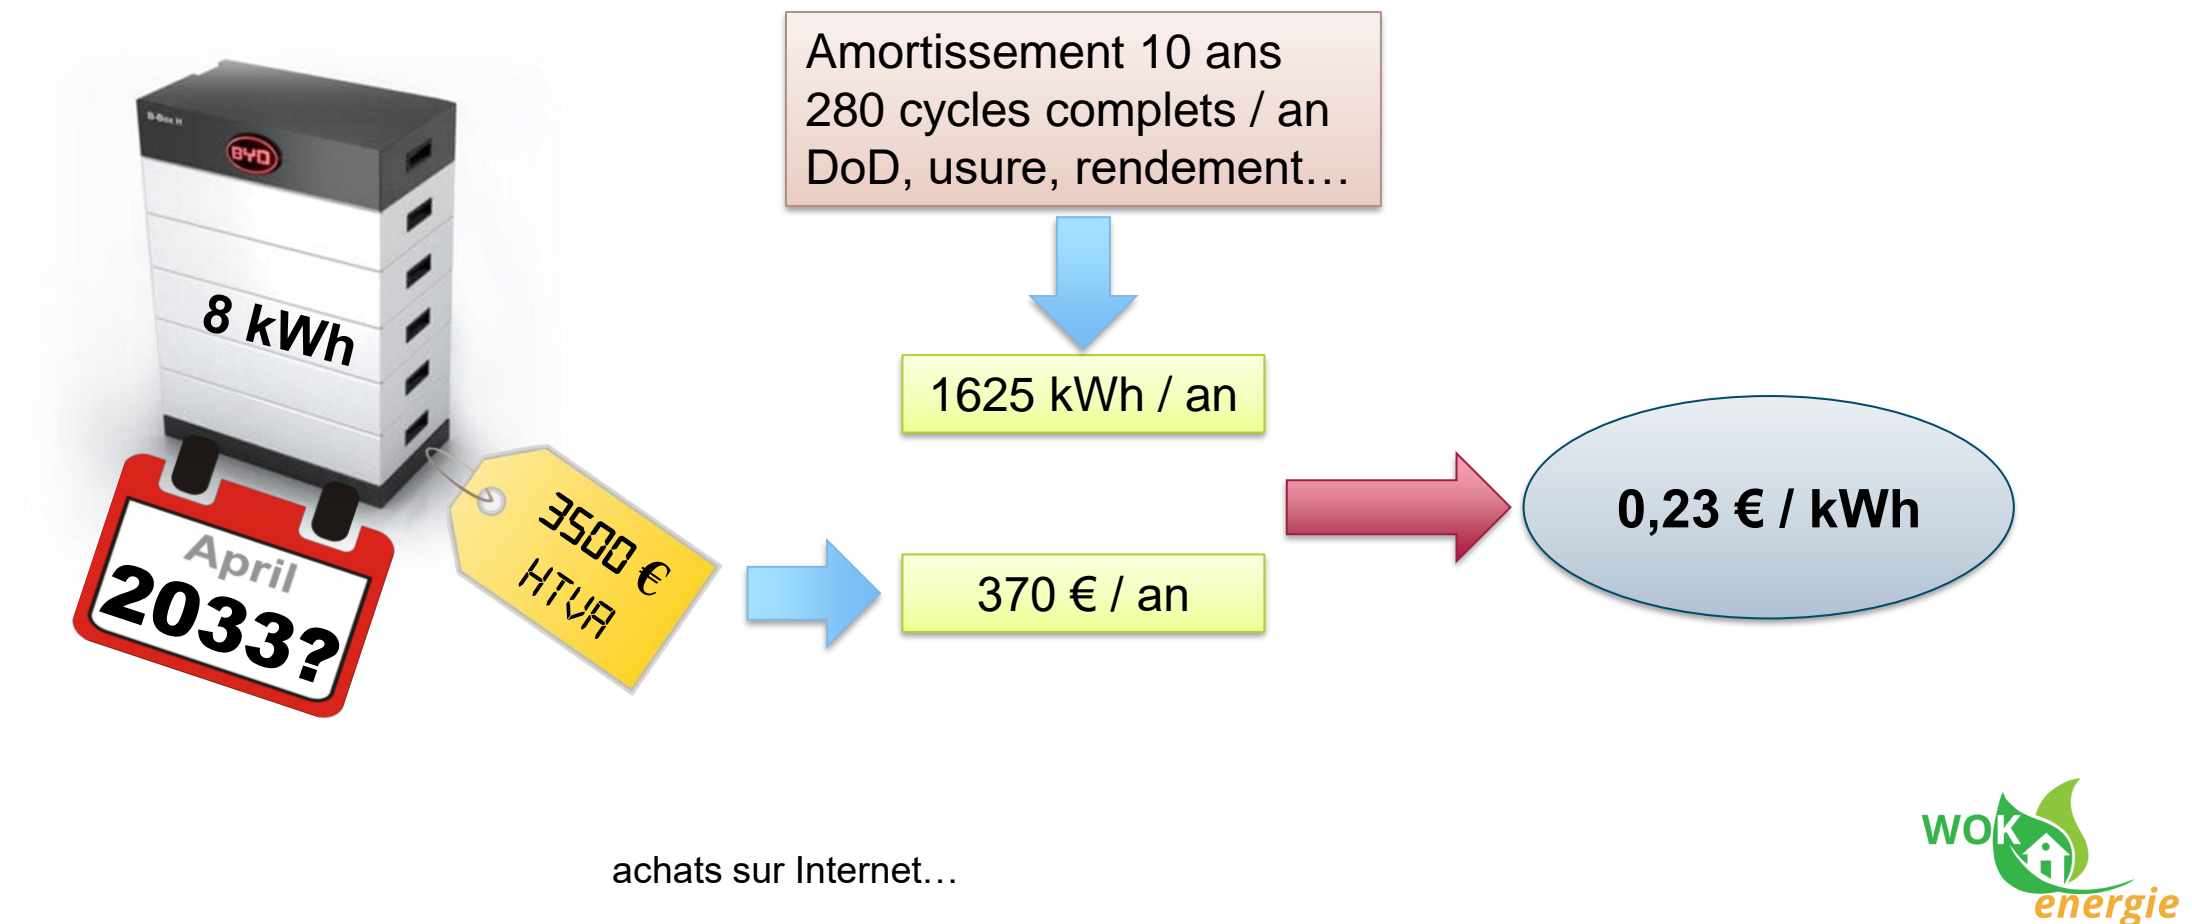 Amortissement 10 ans
280 cycles complets / an
DoD, usure, rendement…
B-Box H
BYD
8 kWh
1625 kWh / an
3500 €
HTVA
0,23 € / kWh
April
2033?
370 € / an
achats sur Internet…
WOK
energie